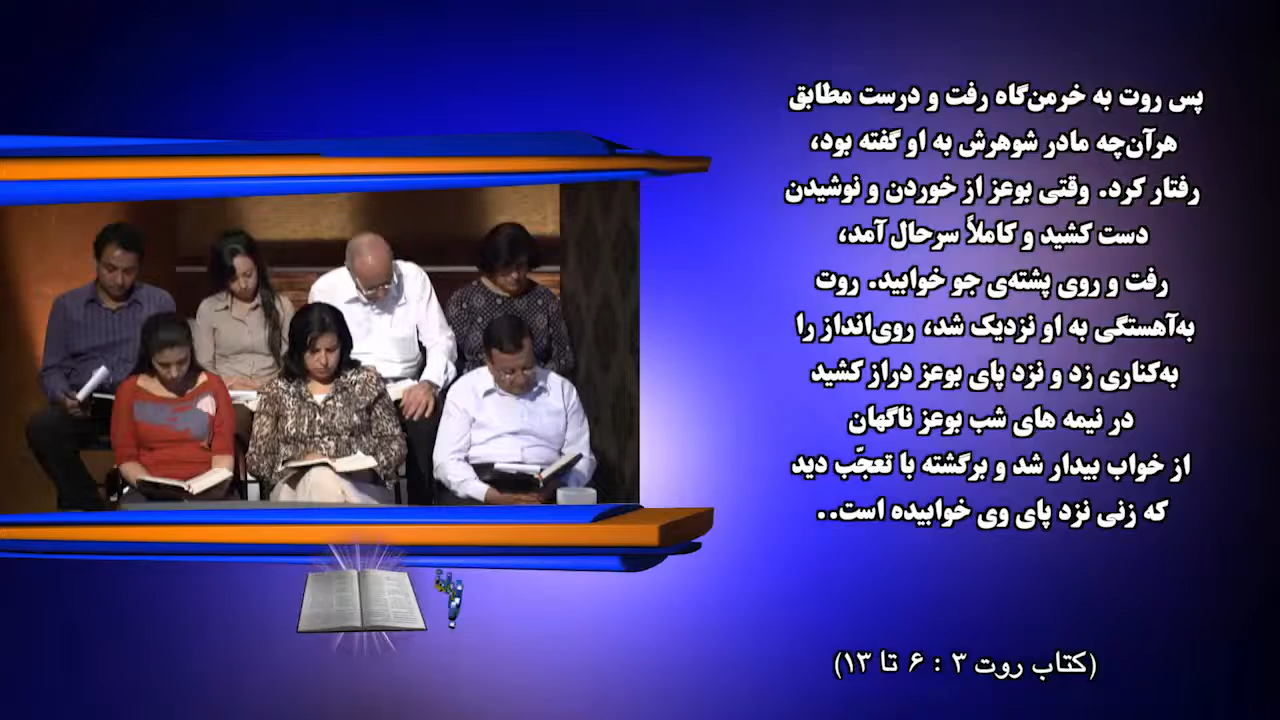 پس روت به خرمن‌گاه رفت و درست مطابق
هرآن‌چه مادر شوهرش به او گفته بود،
رفتار کرد. وقتی بوعز از خوردن و نوشیدن
دست کشید و کاملاً سرحال آمد،
رفت و روی پشته‌ی جو خوابید. روت
به‌آهستگی به او نزدیک شد، روی‌انداز را
به‌کناری زد و نزد پای بوعز دراز کشید
در نیمه های شب بوعز ناگهان
از خواب بیدار شد و برگشته با تعجّب دید
که زنی نزد پای وی خوابیده است..
(کتاب روت ۳ : ۶ تا ۱۳)